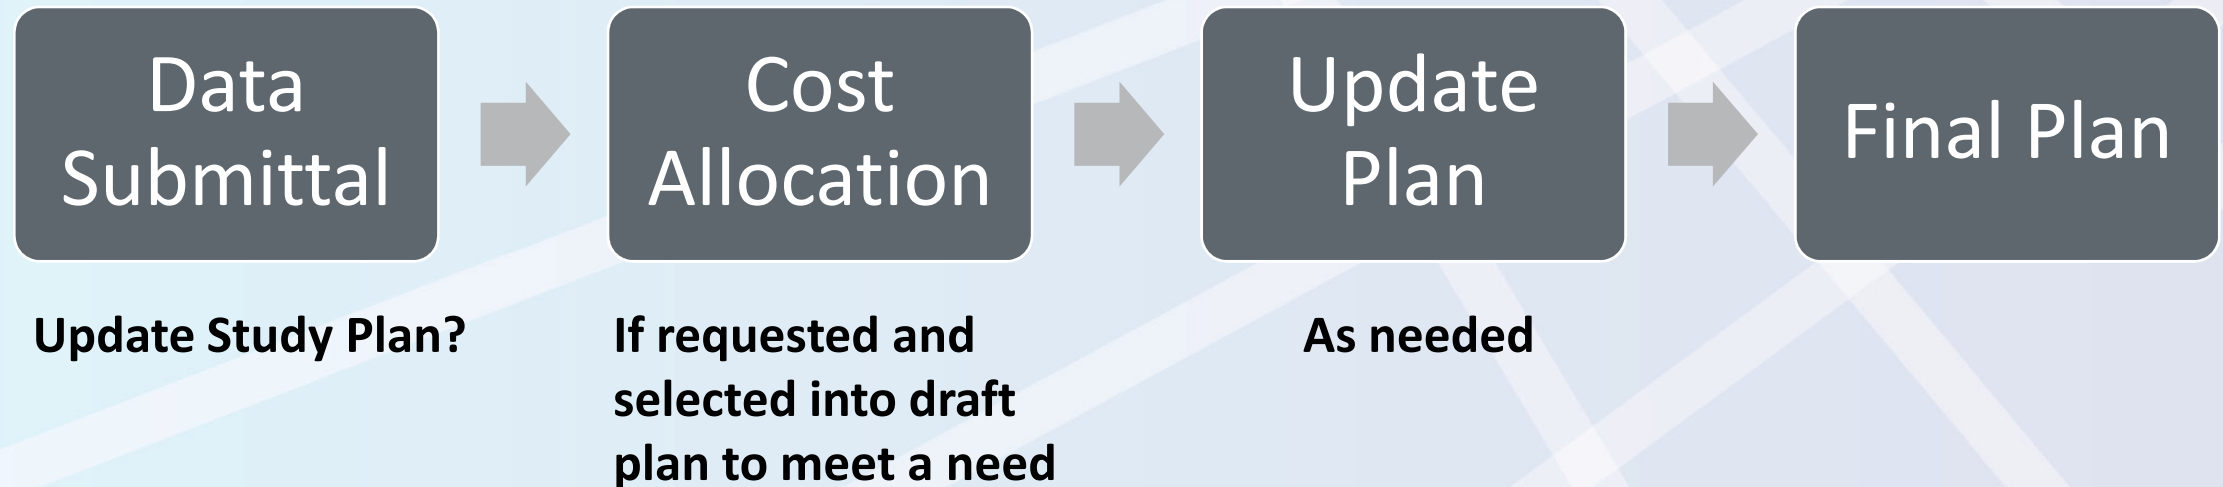 Data
Submittal
Cost
Allocation
Update
Plan
Final Plan
Update Study Plan?
If requested and
selected into draft
plan to meet a need
As needed